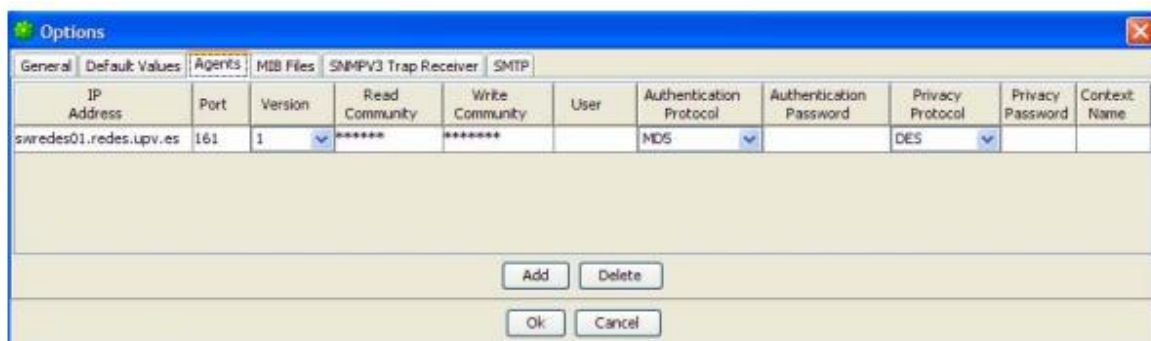 Options
General Default Values Agents MIB Files SNMPV3 Trap Receiver SMTP
IP Address Port Version Read Community Write Community User Authentication Protocol Authentication Password Privacy Protocol Privacy Password Context Name
swredes01.redes.upv.es 161 1 ****** ******* MD5 DES
Add Delete
Ok Cancel